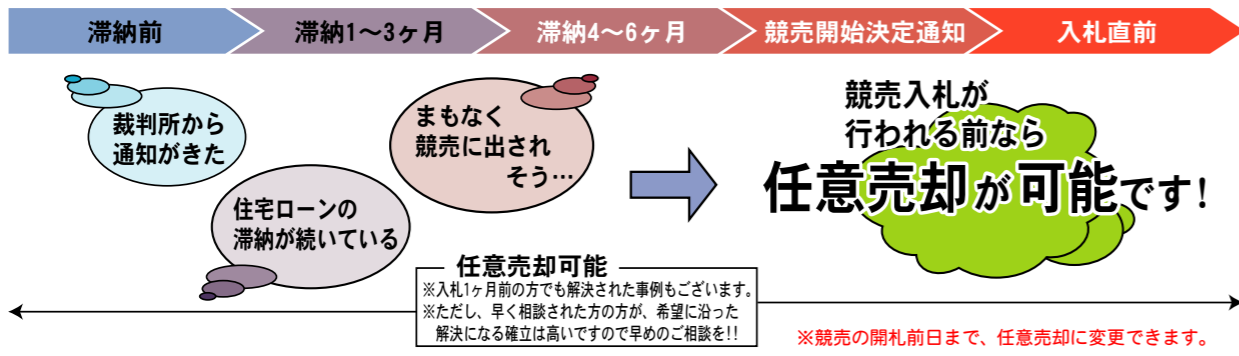 滞納前
滞納1～3ヶ月
滞納4～6ヶ月
競売開始決定通知
入札直前
裁判所から
通知がきた
住宅ローンの
滞納が続いている
まもなく
競売に出され
そう…
競売入札が
行われる前なら
任意売却が可能です!
任意売却可能
※入札1ヶ月前の方でも解決された事例もございます。
※ただし、早く相談された方の方が、希望に沿った
解決になる確立は高いですので早めのご相談を!!
※競売の開札前日まで、任意売却に変更できます。